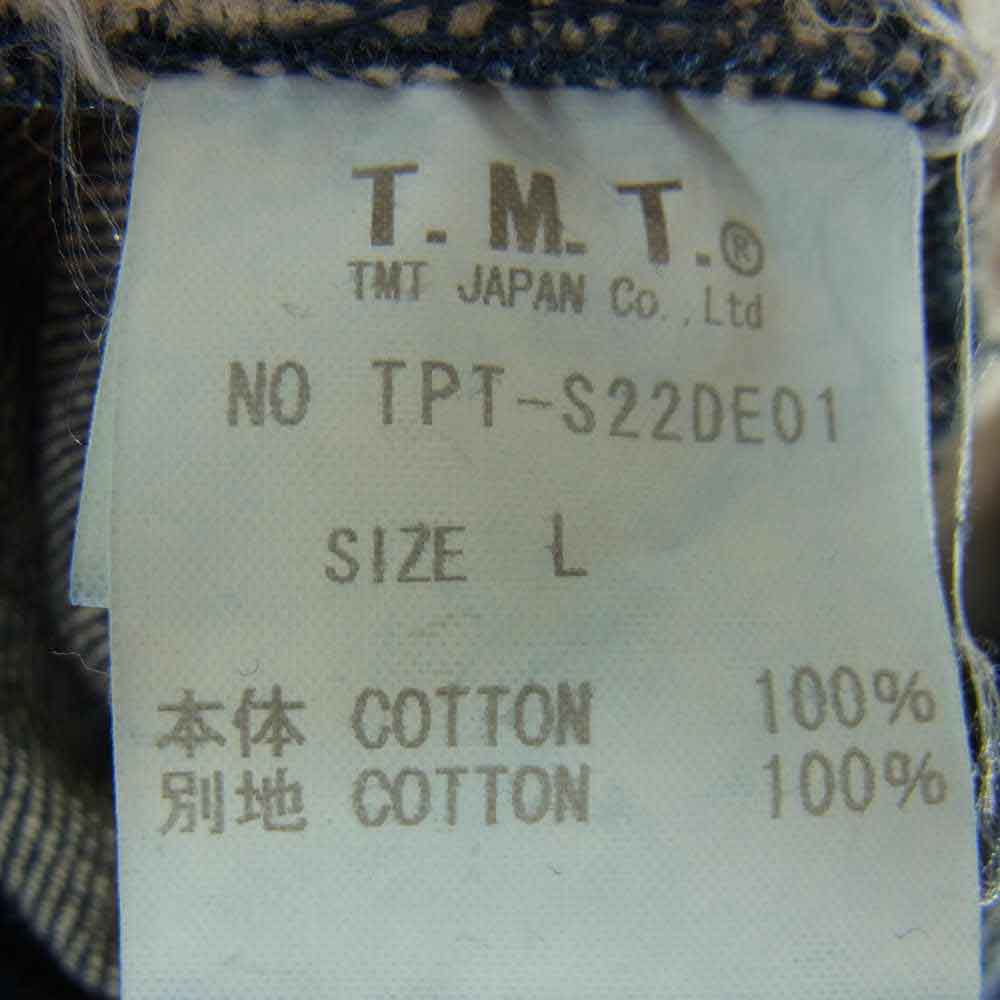 T.M.T.®
TMT JAPAN Co.,Ltd
NO TPT-S22DE01
SIZE L
本体 COTTON 100%
別地 COTTON 100%